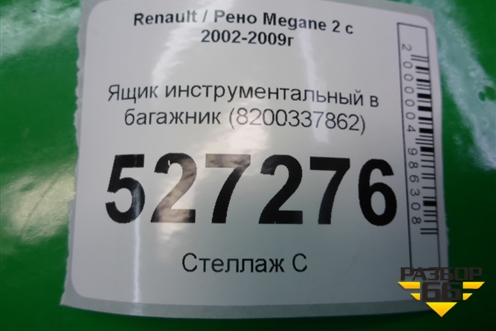 Renault / Рено Megane 2 с
2002-2009г
Ящик инструментальный в
багажник (8200337862)
527276
Стеллаж С
2000004986308
РАЗБОР
66